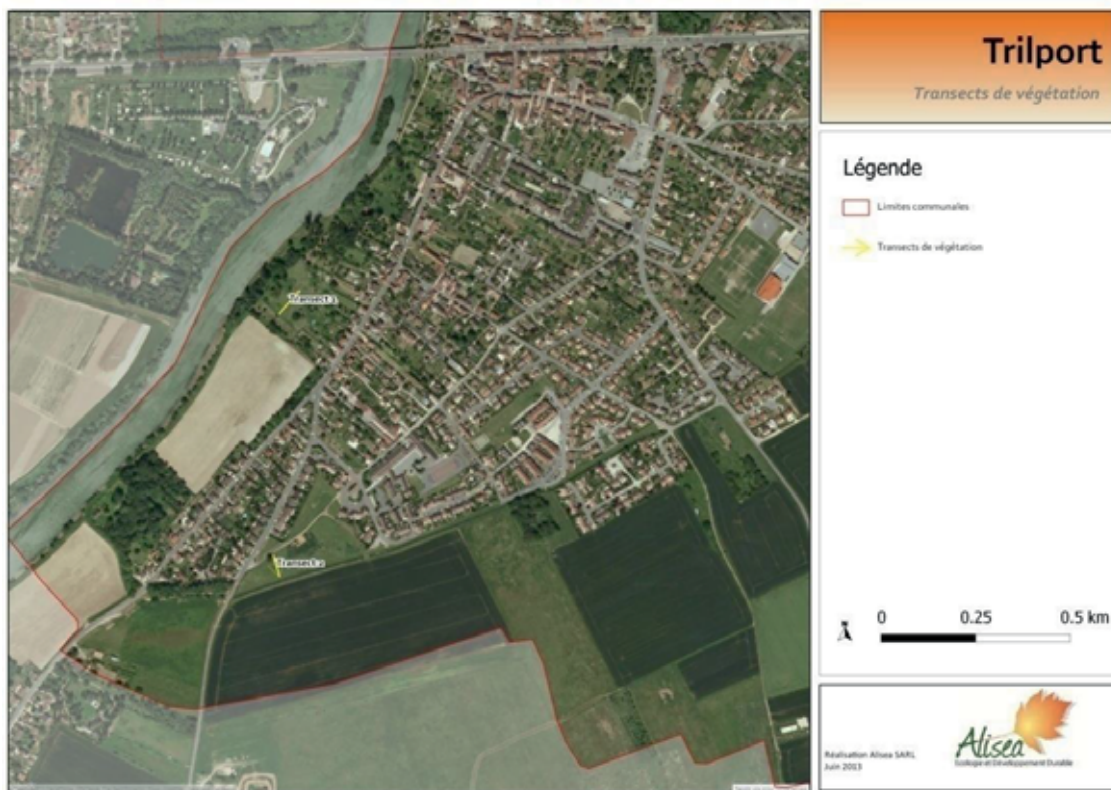 Trilport
Transects de végétation
Légende
Limites communales
Transects de végétation
Transect 1
Transect 2
0 0.25 0.5 km
Réalisation Alisea SARL
Juin 2013
Alisea
Ecologie et Développement Durable